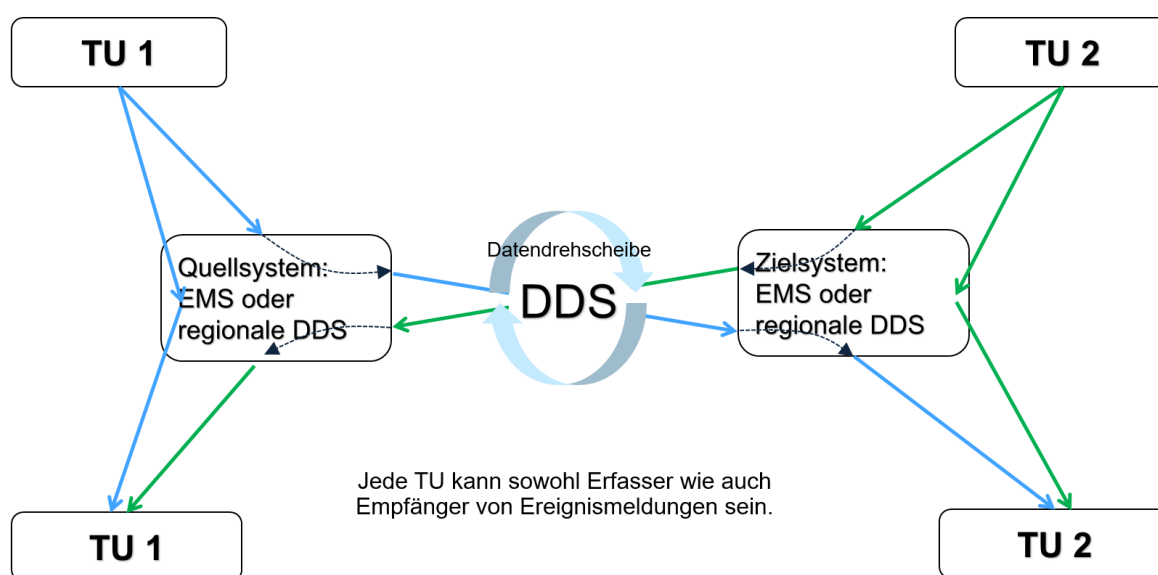 TU 1
TU 2
Datendrehscheibe
Quellsystem:
EMS oder
regionale DDS
DDS
Zielsystem:
EMS oder
regionale DDS
Jede TU kann sowohl Erfasser wie auch
Empfänger von Ereignismeldungen sein.
TU 1
TU 2